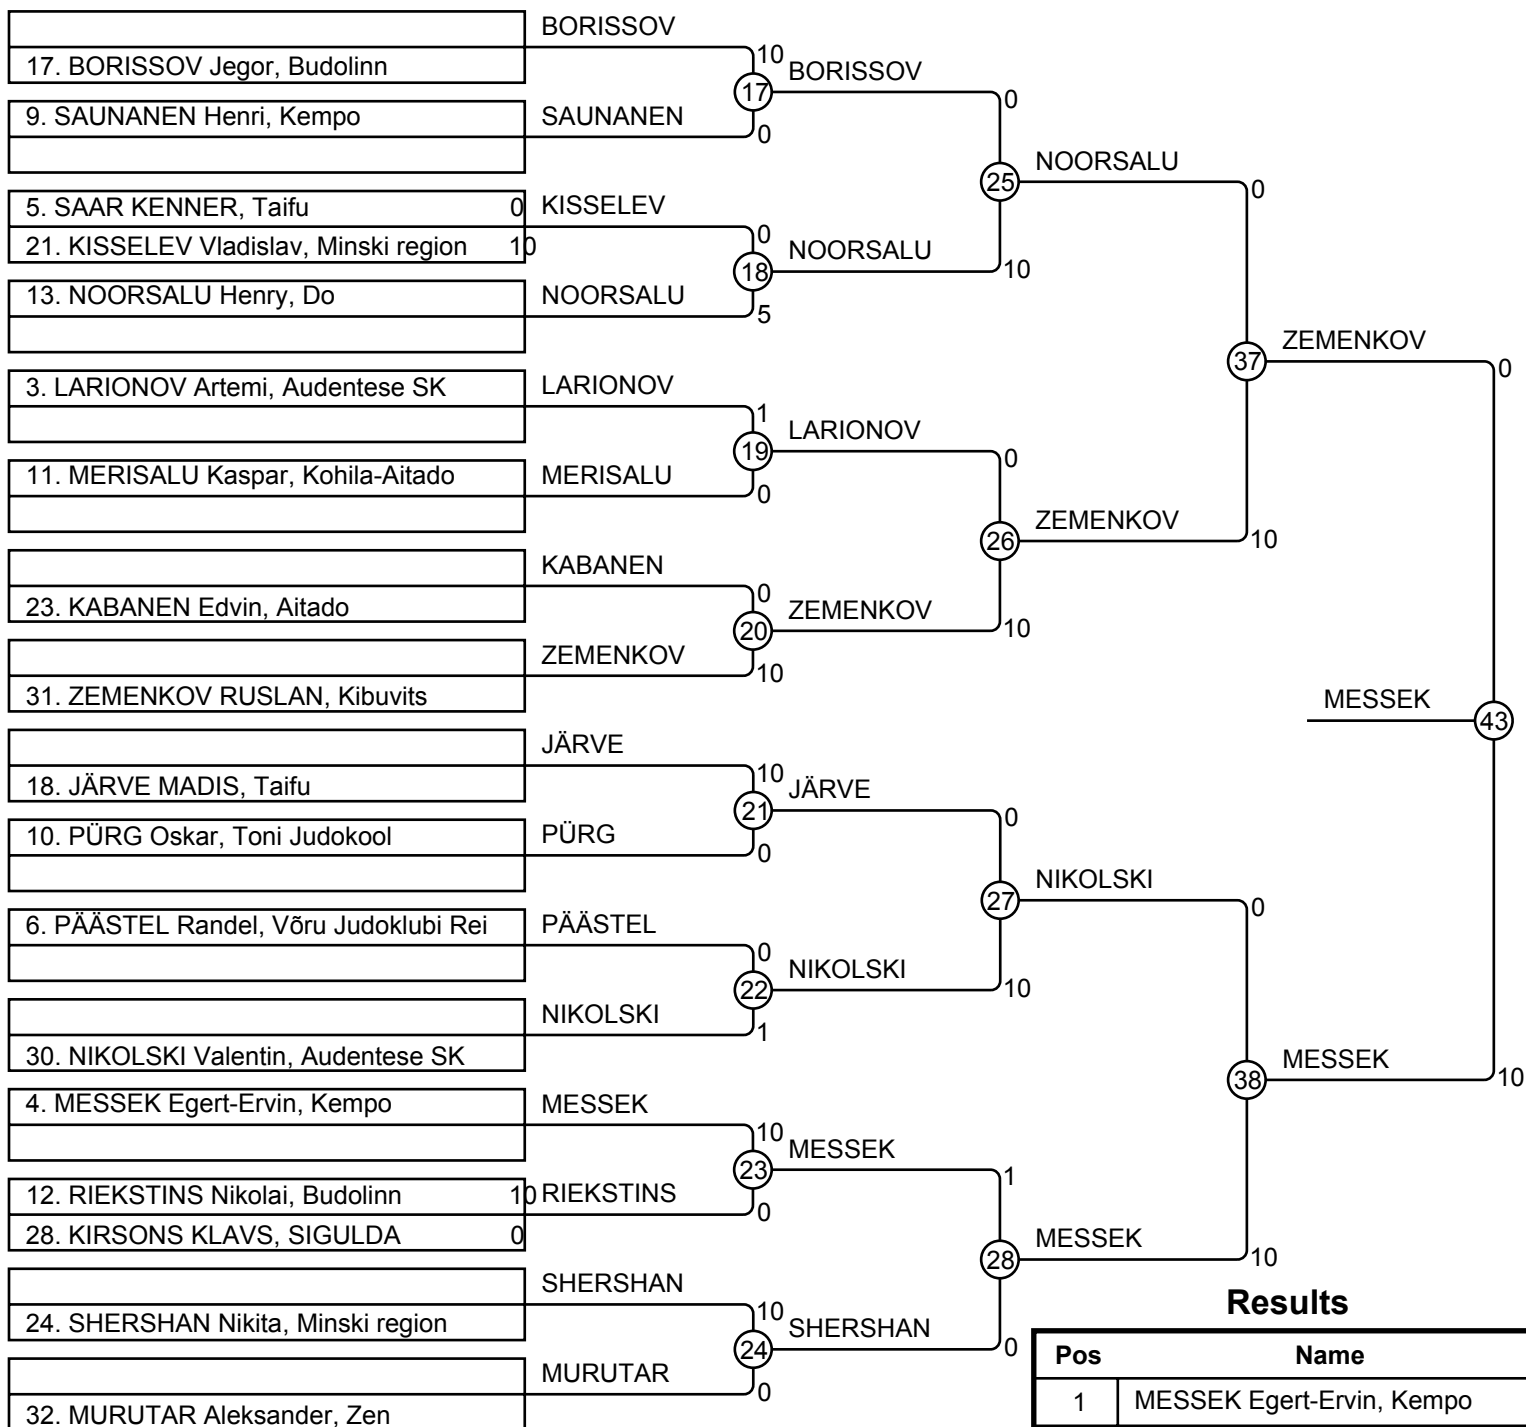 BORISSOV
17. BORISSOV Jegor, Budolinn
10
17
BORISSOV
9. SAUNANEN Henri, Kempo
SAUNANEN
0
0
25
NOORSALU
5. SAAR KENNER, Taifu 0
KISSELEV
21. KISSELEV Vladislav, Minski region 10
0
18
NOORSALU
10
13. NOORSALU Henry, Do
NOORSALU
5
0
37
ZEMENKOV
3. LARIONOV Artemi, Audentese SK
LARIONOV
1
19
LARIONOV
11. MERISALU Kaspar, Kohila-Aitado
MERISALU
0
0
26
ZEMENKOV
10
KABANEN
23. KABANEN Edvin, Aitado
0
20
ZEMENKOV
10
ZEMENKOV
10
31. ZEMENKOV RUSLAN, Kibuvits
0
MESSEK
43
JÄRVE
18. JÄRVE MADIS, Taifu
10
21
JÄRVE
0
10. PÜRG Oskar, Toni Judokool
PÜRG
0
27
NIKOLSKI
6. PÄÄSTEL Randel, Võru Judoklubi Rei
PÄÄSTEL
0
22
NIKOLSKI
10
NIKOLSKI
1
30. NIKOLSKI Valentin, Audentese SK
0
38
MESSEK
10
4. MESSEK Egert-Ervin, Kempo
MESSEK
10
23
MESSEK
1
12. RIEKSTINS Nikolai, Budolinn 10
RIEKSTINS
0
28. KIRSONS KLAVS, SIGULDA 0
28
MESSEK
10
SHERSHAN
24. SHERSHAN Nikita, Minski region
10
24
SHERSHAN
0
MURUTAR
0
32. MURUTAR Aleksander, Zen
Results
Pos Name
1 MESSEK Egert-Ervin, Kempo